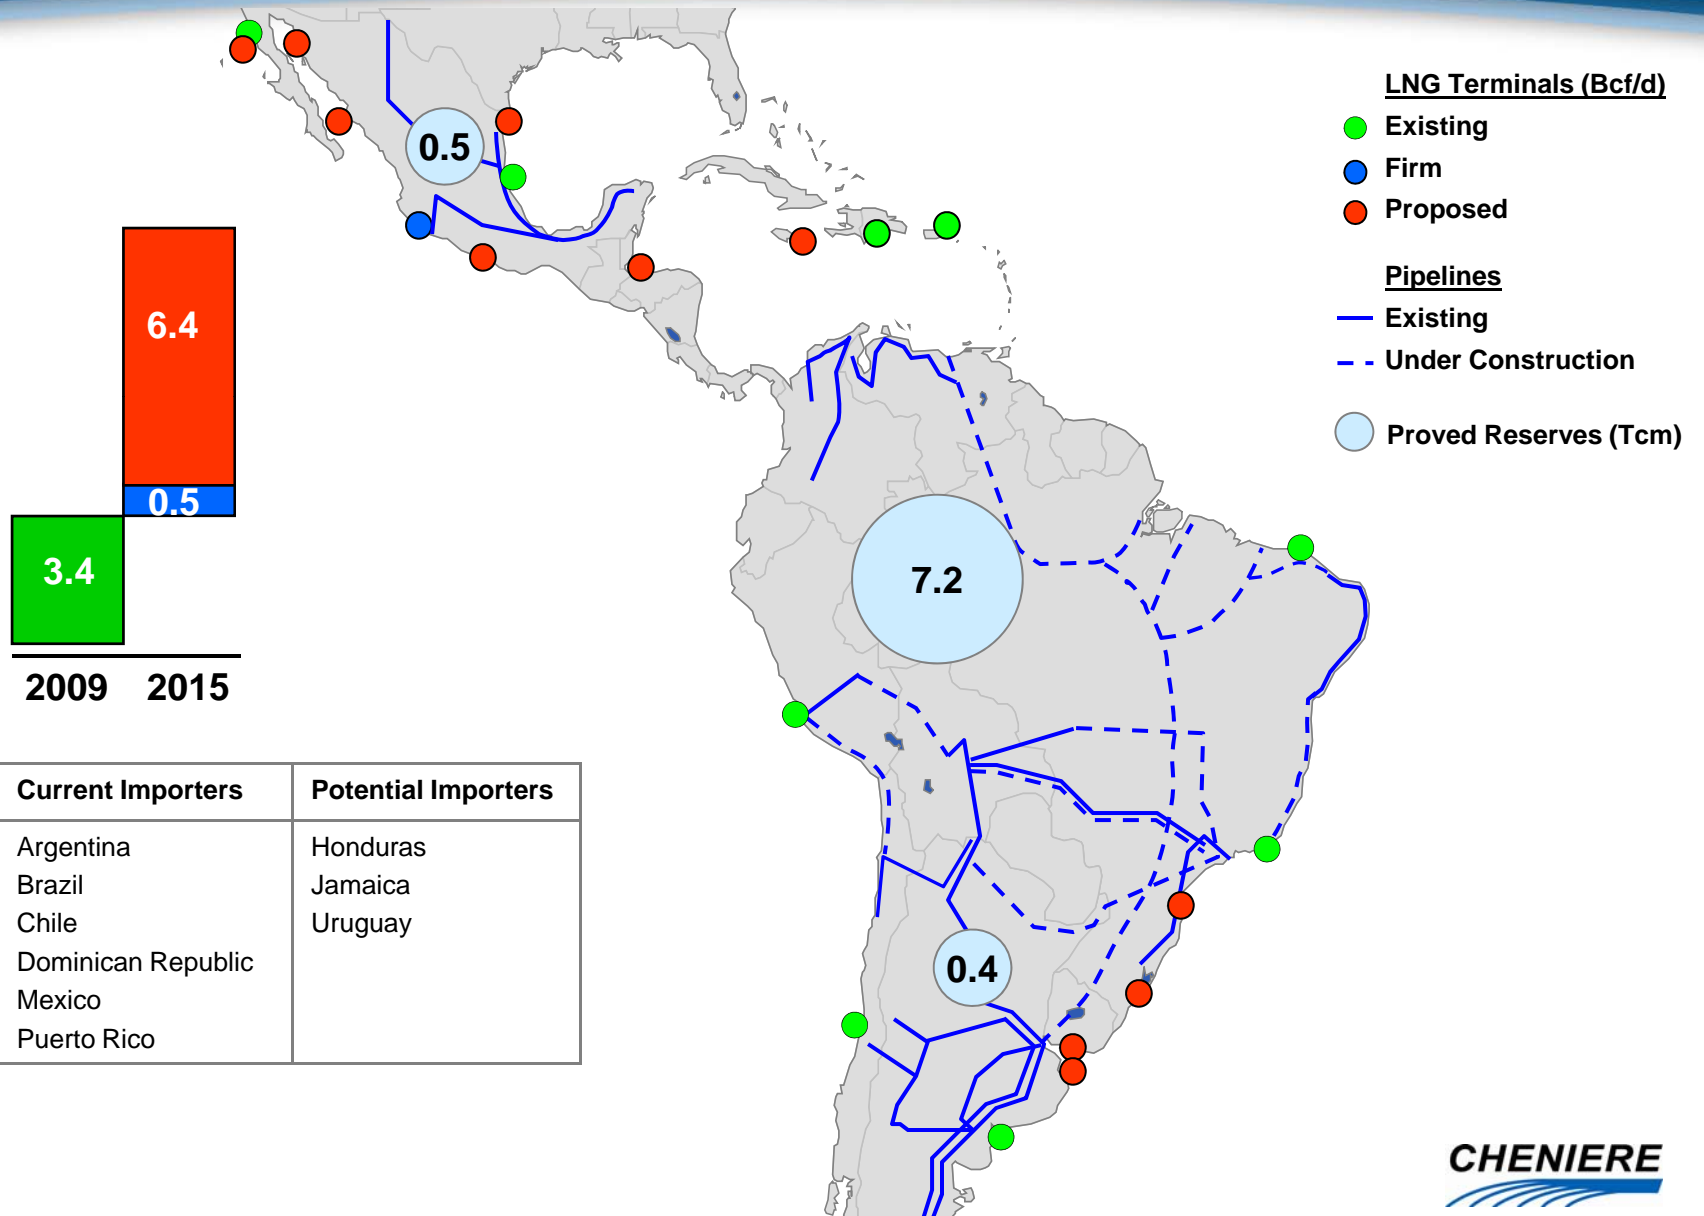 LNG Terminals (Bcf/d)
Existing
Firm
Proposed
Pipelines
Existing
Under Construction
Proved Reserves (Tcm)
0.5
7.2
0.4
6.4
0.5
3.4
2009 2015
Current Importers Potential Importers
Argentina Honduras
Brazil Jamaica
Chile Uruguay
Dominican Republic
Mexico
Puerto Rico
CHENIERE